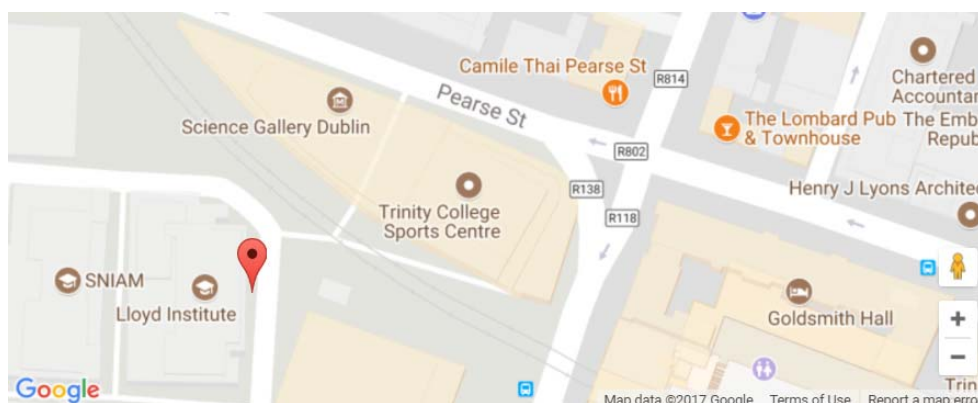 Camile Thai Pearse St
R814
Chartered
Accountan
Pearse St
Science Gallery Dublin
The Lombard Pub
& Townhouse
The Emb
Repub
R802
R138
Henry J Lyons Architec
Trinity College
Sports Centre
R118
SNIAM
Lloyd Institute
Goldsmith Hall
+
−
Trin
Google
Map data ©2017 Google
Terms of Use
Report a map erro